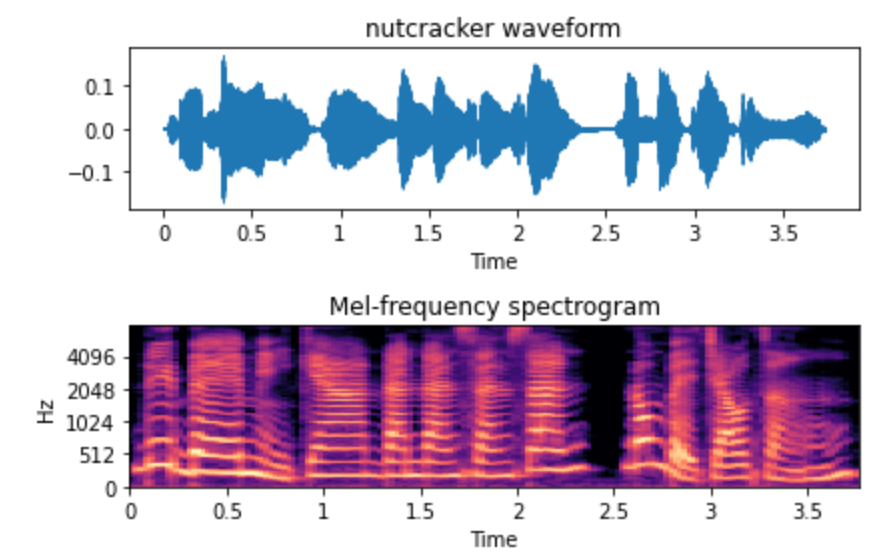 nutcracker waveform
0.1
0.0
−0.1
0 0.5 1 1.5 2 2.5 3 3.5
Time
Mel-frequency spectrogram
4096
2048
1024
512
0
Hz
0 0.5 1 1.5 2 2.5 3 3.5
Time